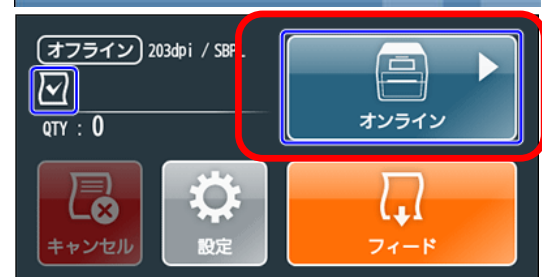 オフライン 203dpi / SBPL
QTY : 0
オンライン
キャンセル
設定
フィード